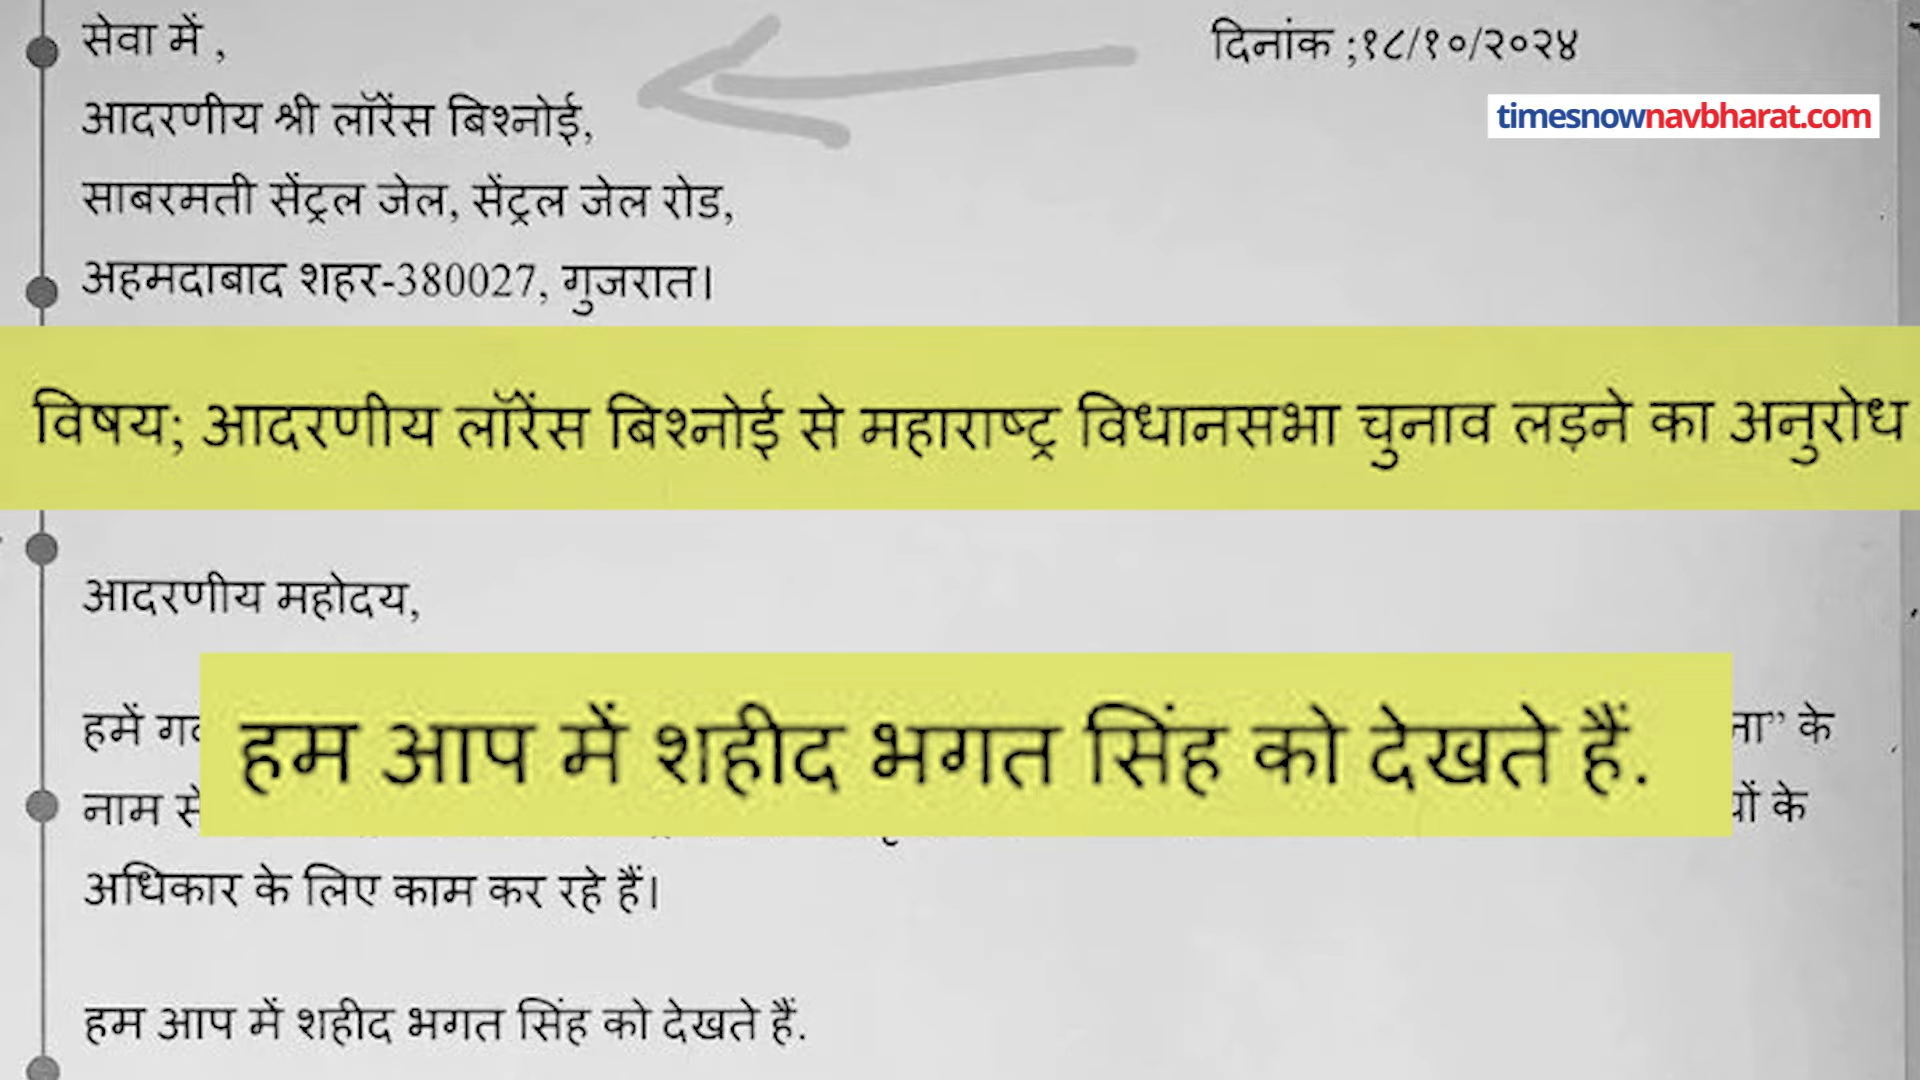 सेवा में ,
दिनांक ;१८/१०/२०२४
आदरणीय श्री लॉरेंस बिश्नोई,
timesnownavbharat.com
साबरमती सेंट्रल जेल, सेंट्रल जेल रोड,
अहमदाबाद शहर-380027, गुजरात।
विषय; आदरणीय लॉरेंस बिश्नोई से महाराष्ट्र विधानसभा चुनाव लड़ने का अनुरोध
आदरणीय महोदय,
हमें के
हम आप में शहीद भगत सिंह को देखते हैं.
नाम के
अधिकार के लिए काम कर रहे हैं।
हम आप में शहीद भगत सिंह को देखते हैं.